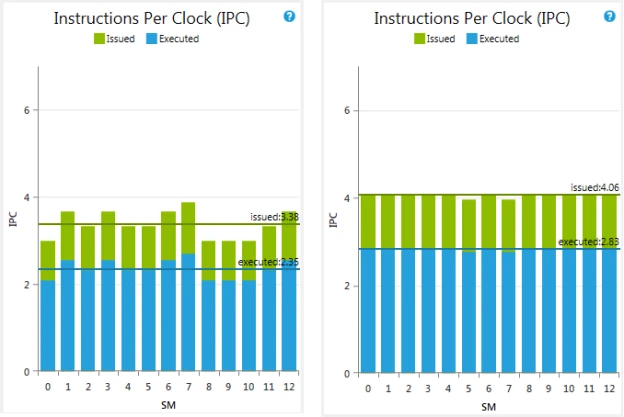 Instructions Per Clock (IPC)
?
Issued Executed
6
4
2
0
IPC
issued:3.38
executed:2.35
0 1 2 3 4 5 6 7 8 9 10 11 12
SM
Instructions Per Clock (IPC)
?
Issued Executed
6
4
2
0
IPC
issued:4.06
executed:2.83
0 1 2 3 4 5 6 7 8 9 10 11 12
SM